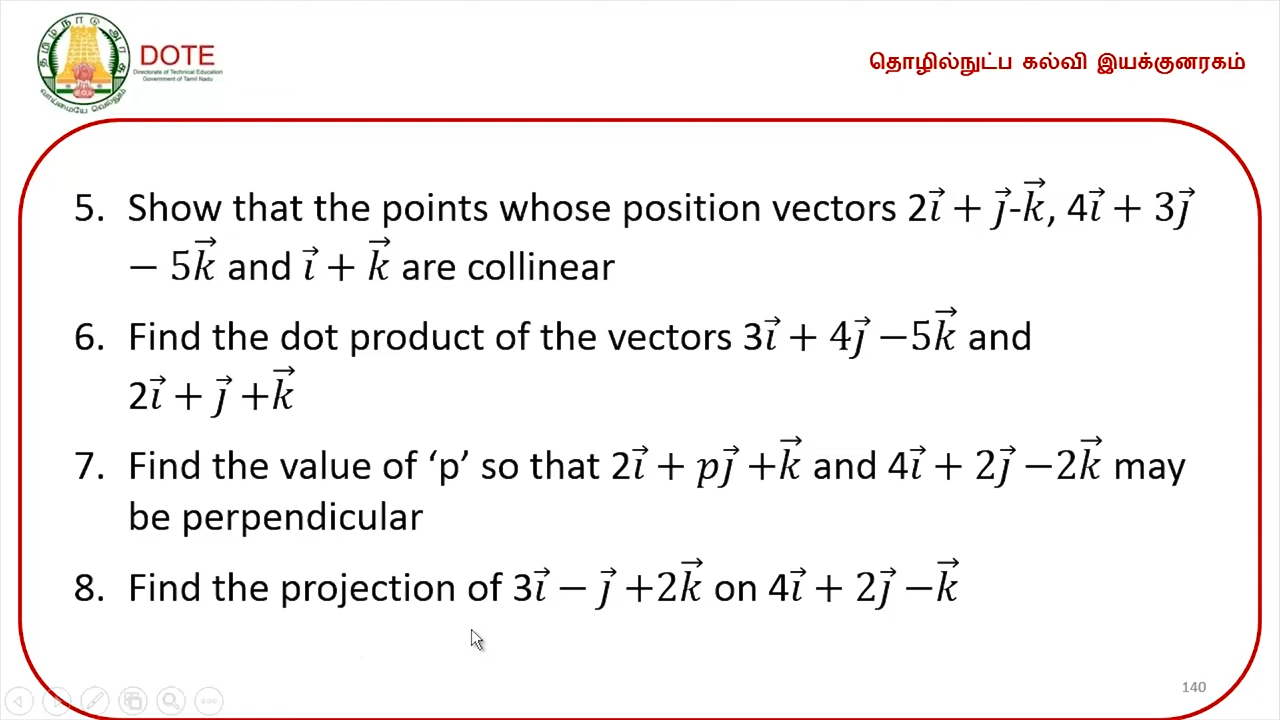 தமிழ்நாடு அரசு
வாய்மையே வெல்லும்
DOTE
Directorate of Technical Education
Government of Tamil Nadu
தொழில்நுட்ப கல்வி இயக்குனரகம்
5. Show that the points whose position vectors 2i⃗ + j⃗-k⃗, 4i⃗ + 3j⃗
− 5k⃗ and i⃗ + k⃗ are collinear
6. Find the dot product of the vectors 3i⃗ + 4j⃗ −5k⃗ and
2i⃗ + j⃗ +k⃗
7. Find the value of ‘p’ so that 2i⃗ + pj⃗ +k⃗ and 4i⃗ + 2j⃗ −2k⃗ may
be perpendicular
8. Find the projection of 3i⃗ − j⃗ +2k⃗ on 4i⃗ + 2j⃗ −k⃗
140